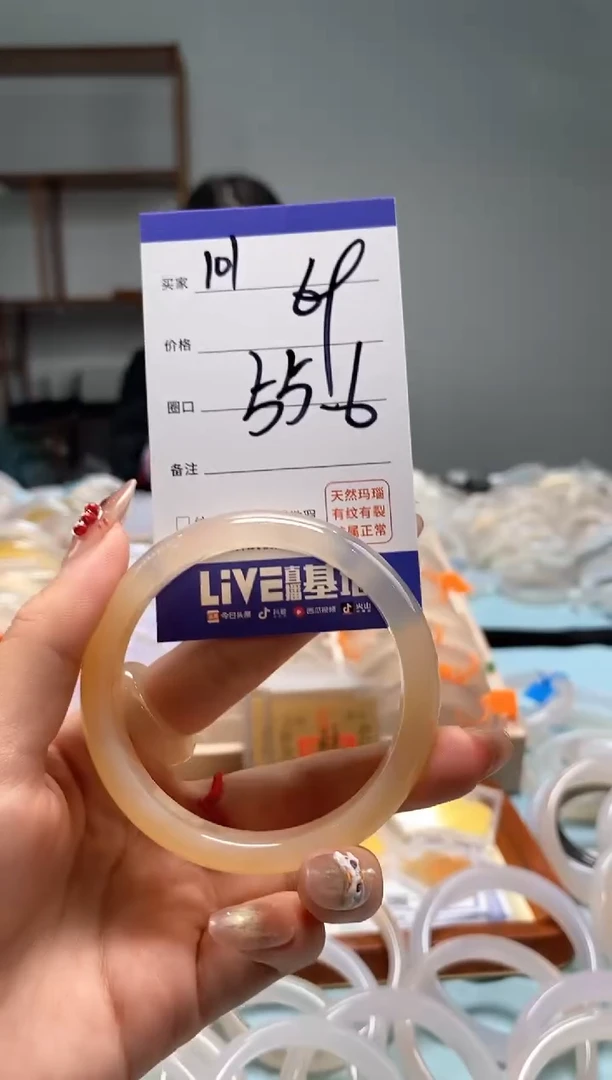 买家 101
69
价格
圈口 55-6
备注
天然玛瑙
有纹有裂
属正常
LiVE直播基地
今日头条 抖音 西瓜视频 火山